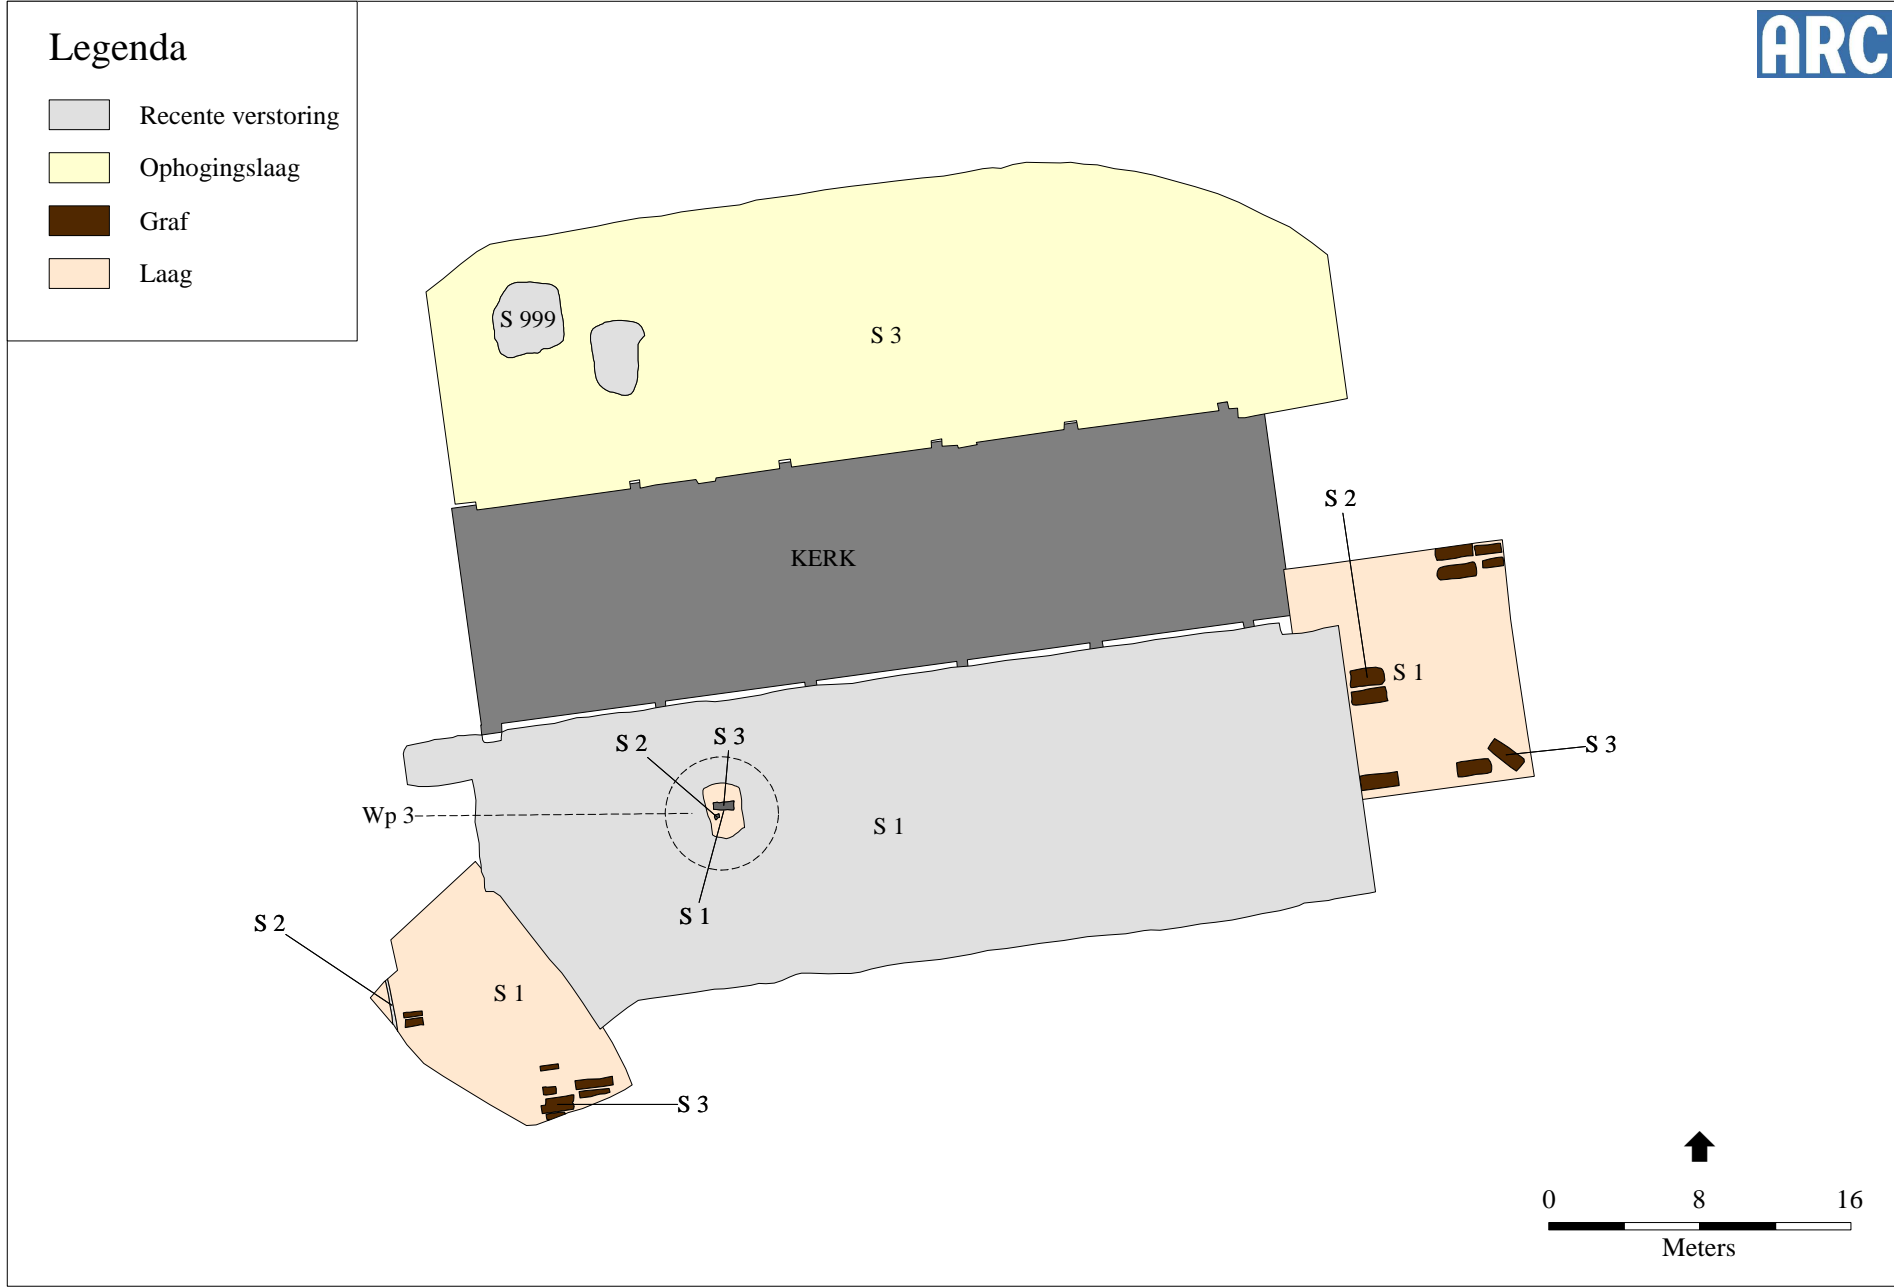 Legenda
ARC
Recente verstoring
Ophogingslaag
Graf
Laag
S 999
S 3
S 2
KERK
S 1
S 2
S 3
S 3
Wp 3
S 1
S 1
S 2
S 1
S 3
0 8 16
Meters